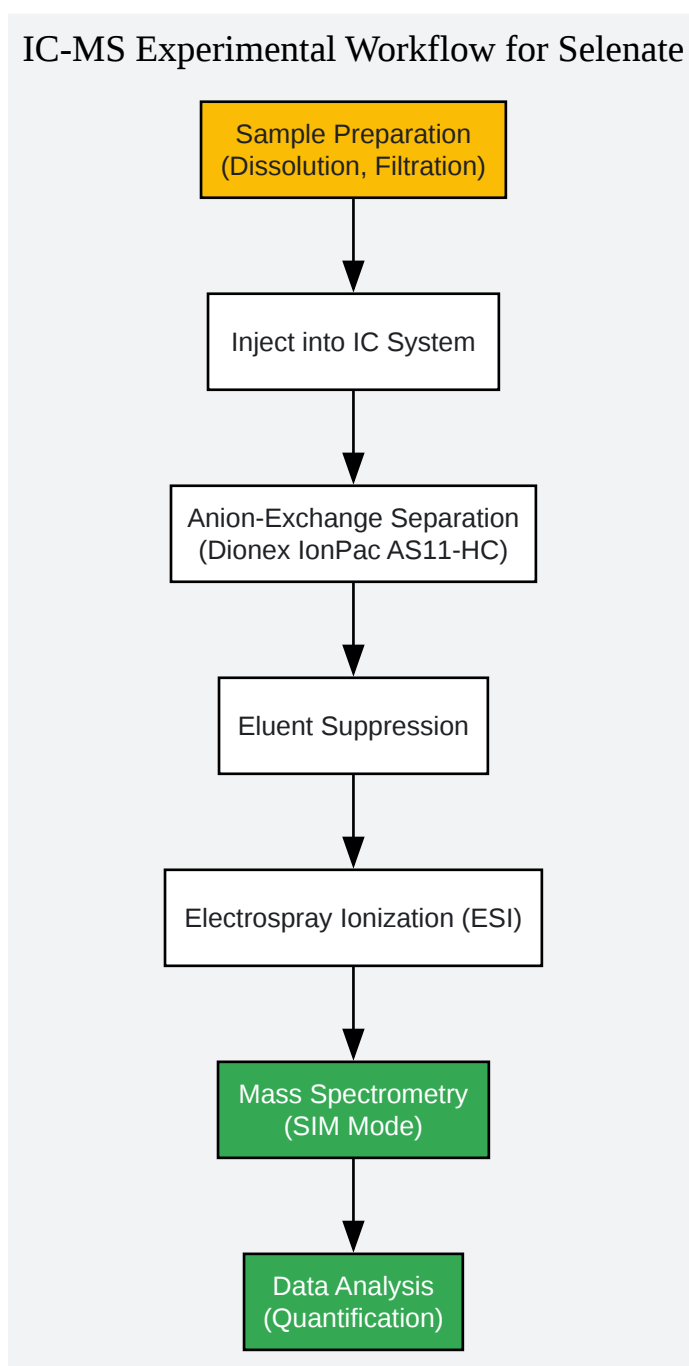 IC-MS Experimental Workflow for Selenate
Sample Preparation
(Dissolution, Filtration)
Inject into IC System
Anion-Exchange Separation
(Dionex IonPac AS11-HC)
Eluent Suppression
Electrospray Ionization (ESI)
Mass Spectrometry
(SIM Mode)
Data Analysis
(Quantification)